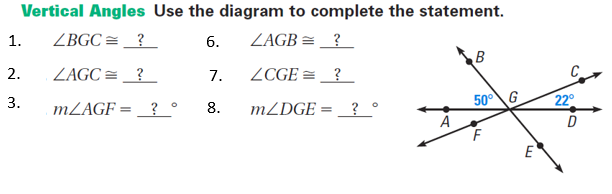 Vertical Angles Use the diagram to complete the statement.
1. ∠BGC ≅ ?
6. ∠AGB ≅ ?
2. ∠AGC ≅ ?
7. ∠CGE ≅ ?
3. m∠AGF = ? °
8. m∠DGE = ? °
B
C
50° G 22°
A
F
D
E